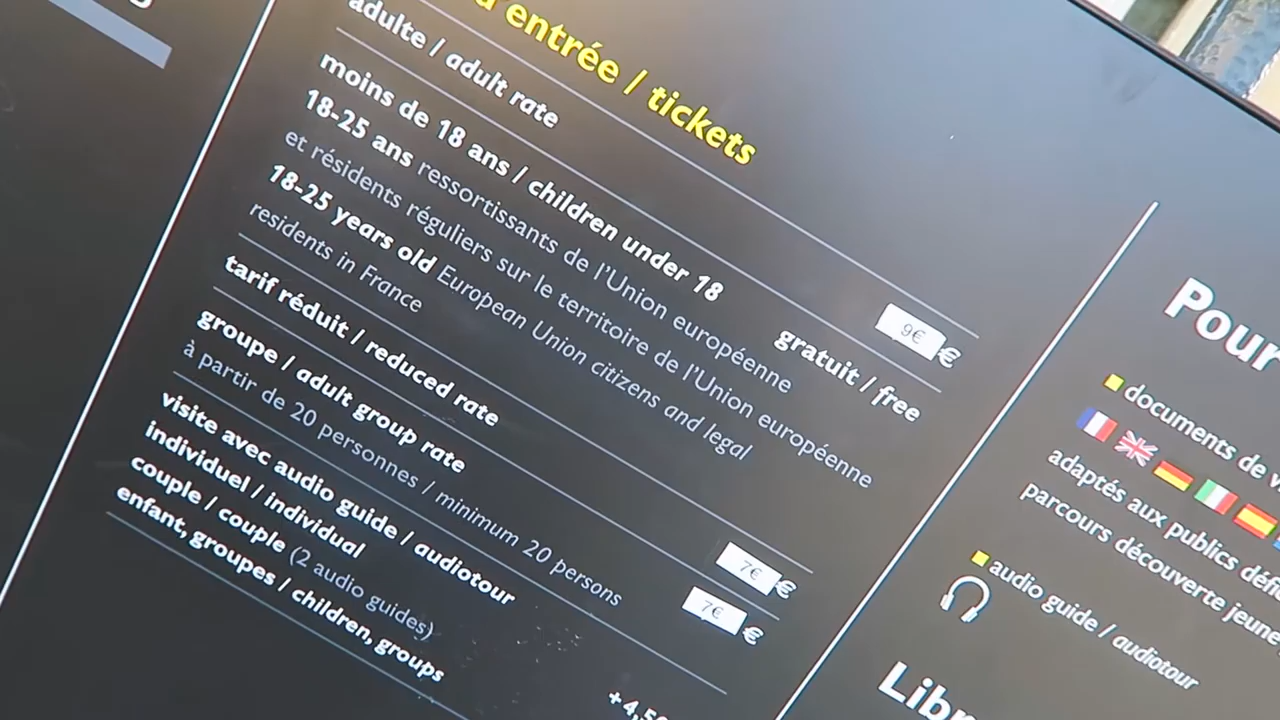 d'entrée / tickets
adulte / adult rate 9€ €
moins de 18 ans / children under 18
18-25 ans ressortissants de l'Union européenne
et résidents réguliers sur le territoire de l'Union européenne
18-25 years old European Union citizens and legal
residents in France
gratuit / free
tarif réduit / reduced rate 7€ €
groupe / adult group rate 7€ €
à partir de 20 personnes / minimum 20 persons
visite avec audio guide / audiotour
individuel / individual +4,50
couple / couple (2 audio guides)
enfant, groupes / children, groups
Pour
documents de
adaptés aux publics
parcours découverte
audio guide / audiotour